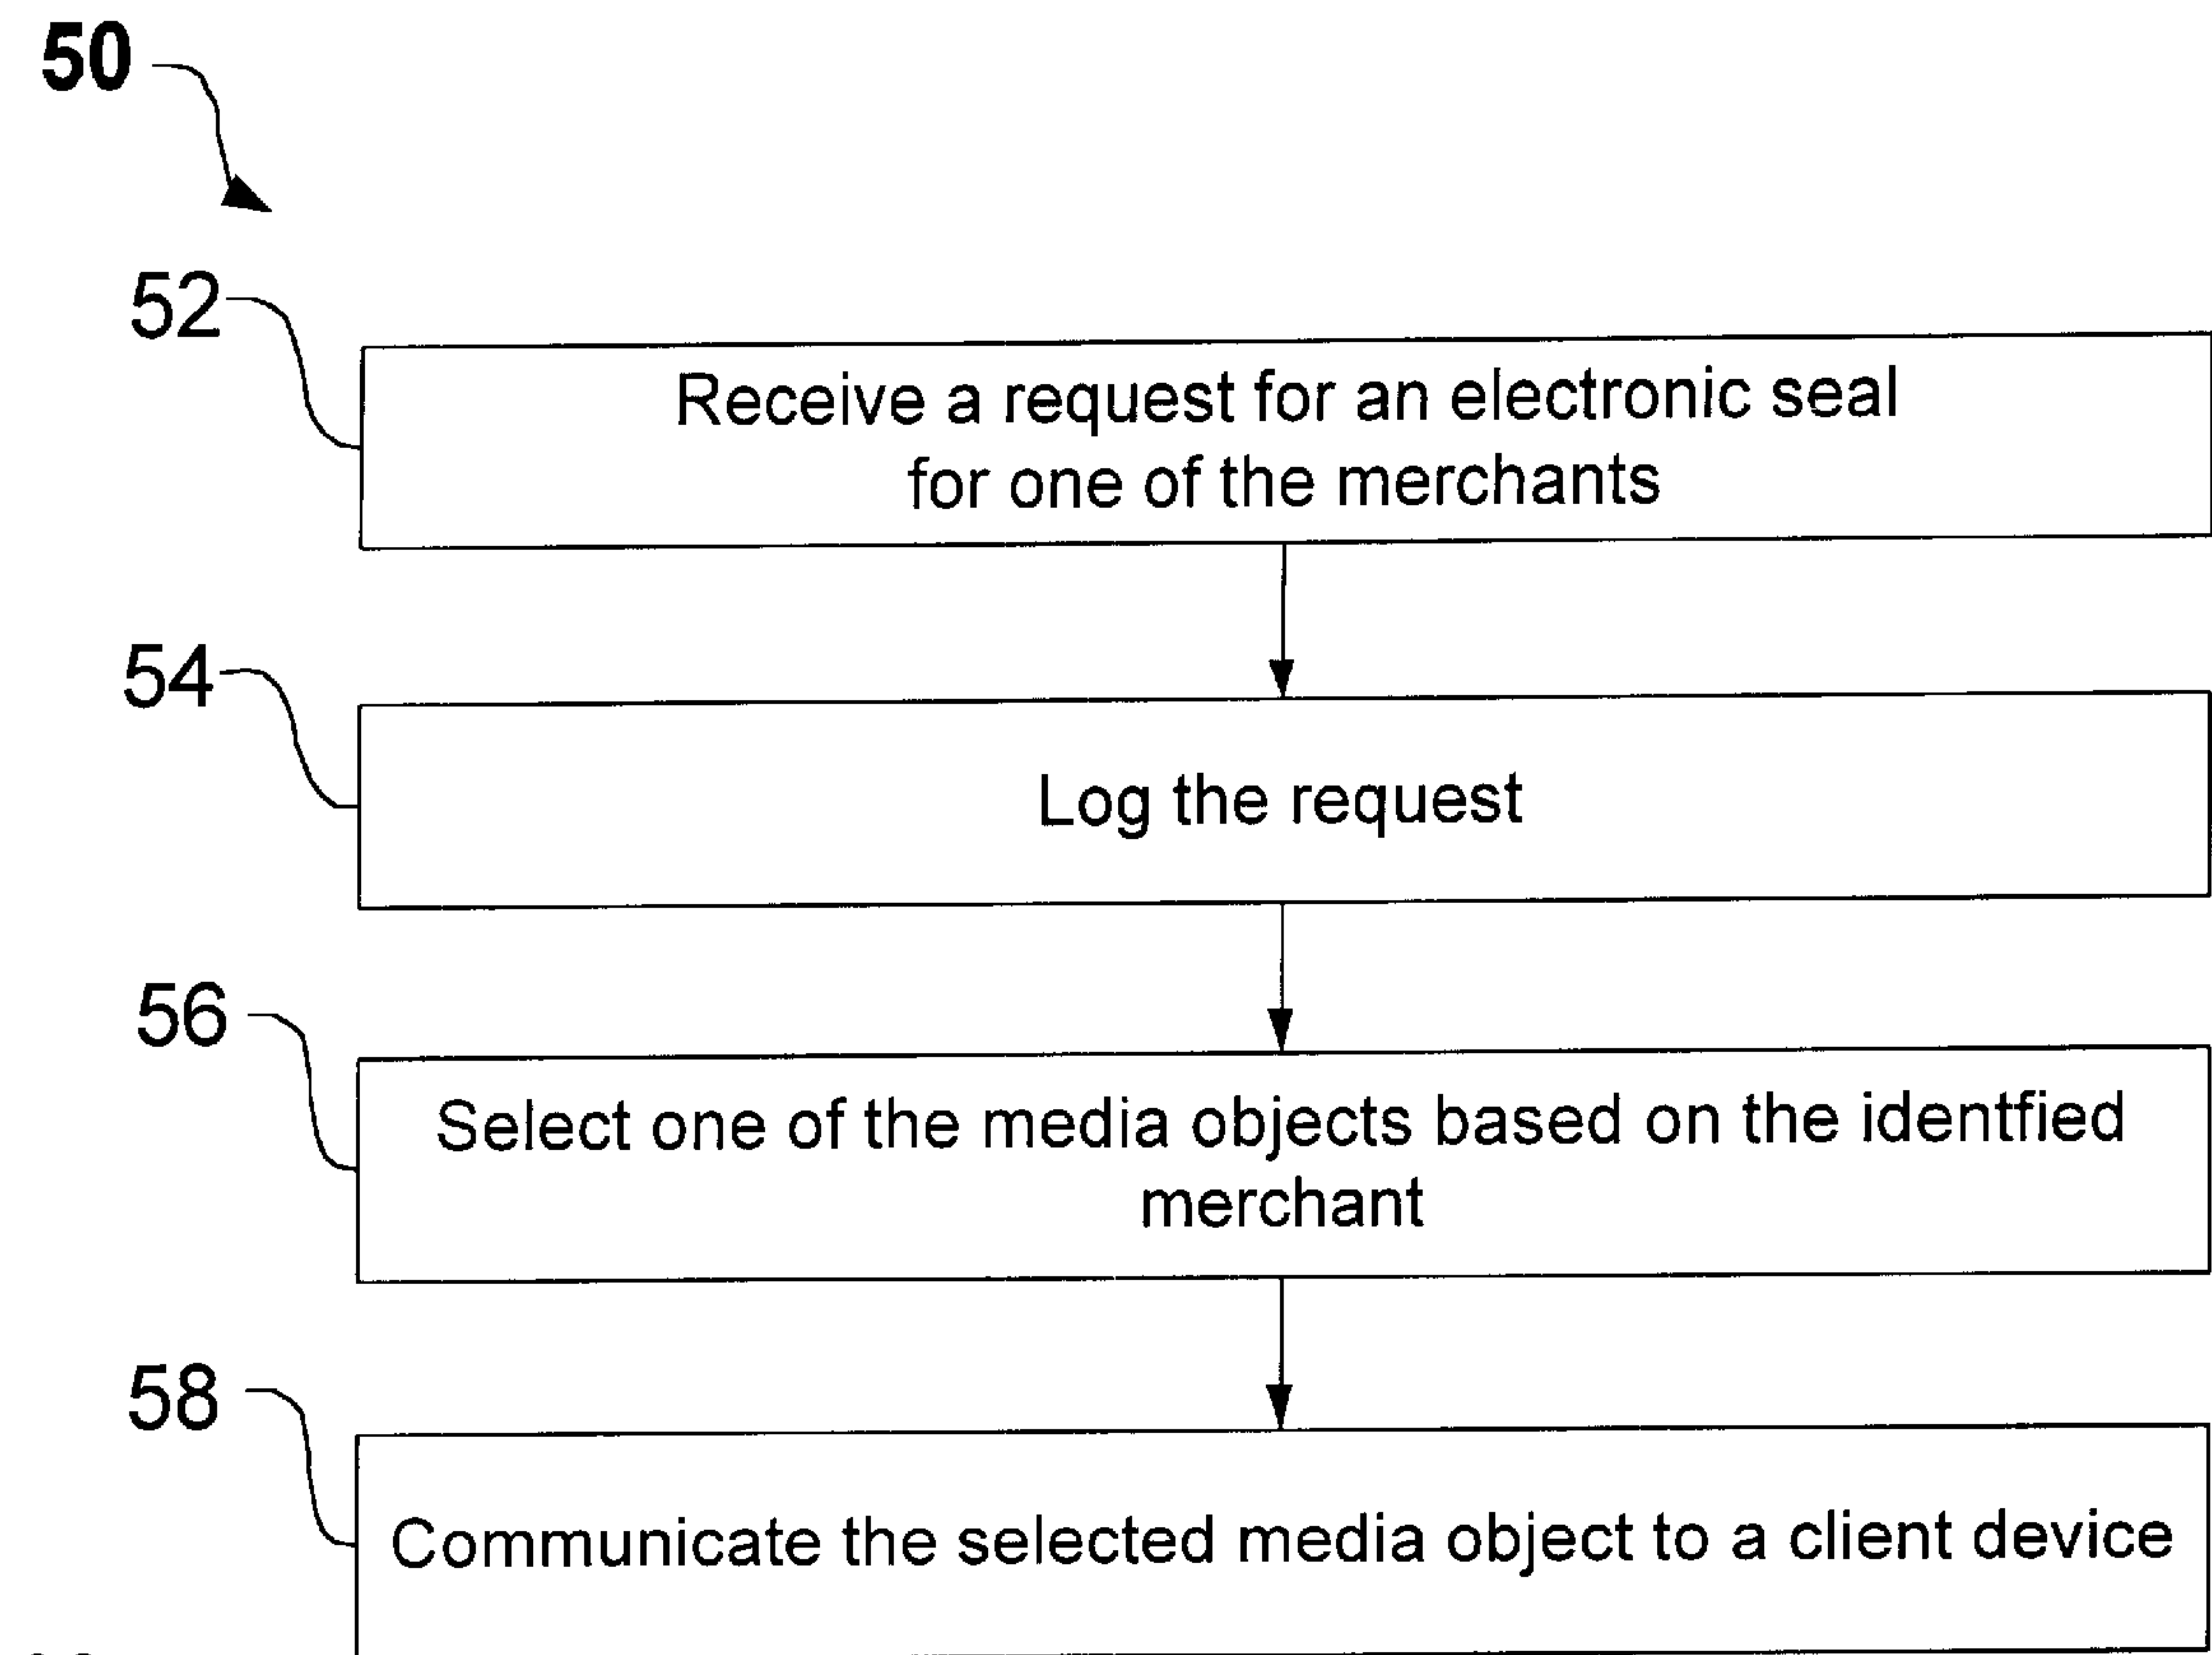 50
52
Receive a request for an electronic seal
for one of the merchants
54
Log the request
56
Select one of the media objects based on the identfied
merchant
58
Communicate the selected media object to a client device